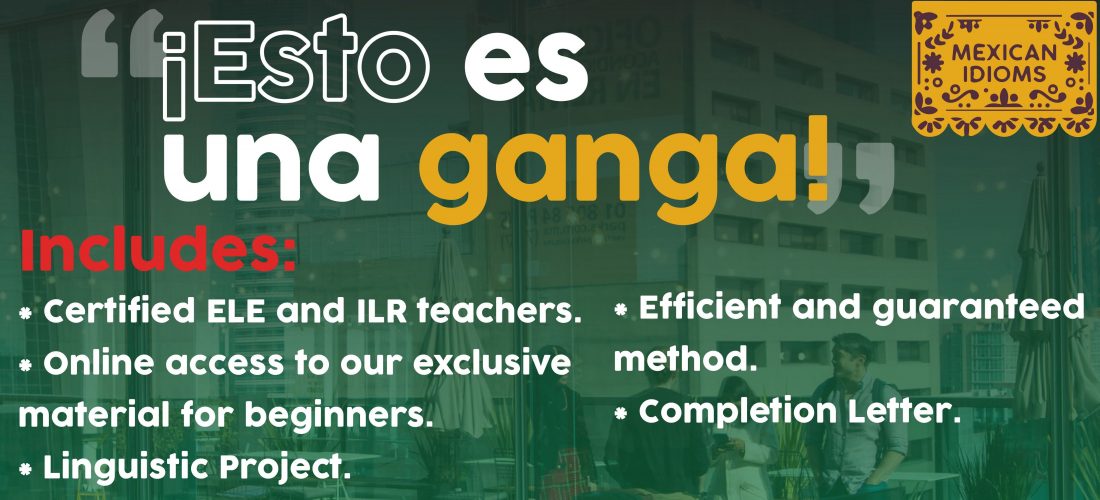 “¡Esto es
una ganga!”
MEXICAN
IDIOMS
Includes:
* Certified ELE and ILR teachers.
* Online access to our exclusive
material for beginners.
* Linguistic Project.
* Efficient and guaranteed
method.
* Completion Letter.